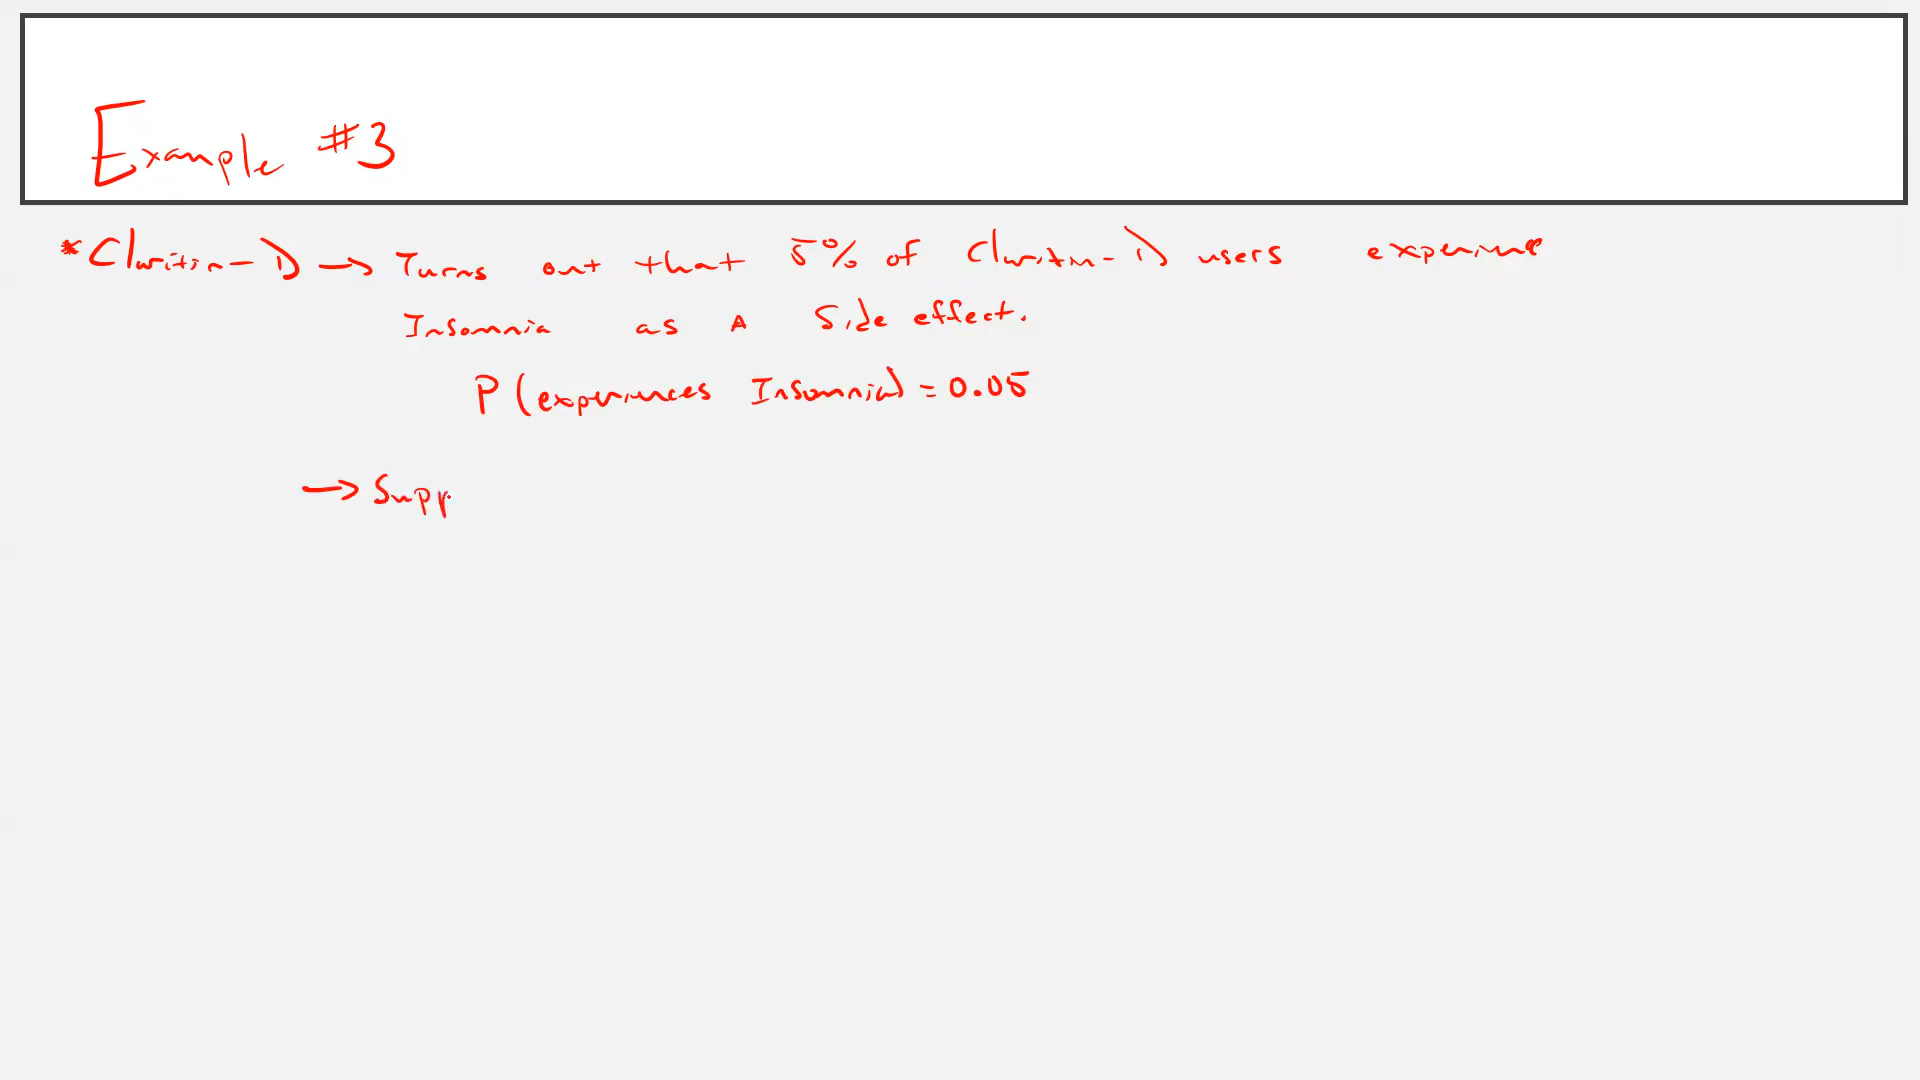 Example #3
*Claritin-D → Turns out that 5% of Claritin-D users experience
Insomnia as A Side effect.
P(experiences Insomnia) = 0.05
→ Supp